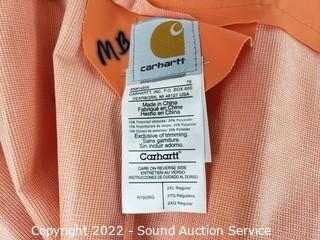 MB
carhartt
CARHARTT, INC. P.O. BOX 600
DEARBORN, MI 48121 USA
Made in China
Fabriqué en Chine
Hecho en China
Exclusive of trimming.
Sans garniture.
Sin incluir adorno.
Carhartt
CARE ON REVERSE SIDE
ENTRETIEN AU VERSO
INSTRUCCIONES DE CUIDADO AL DORSO
2XL Regular
2TG Régulière
2XG Regular
Copyright 2022 - Sound Auction Service